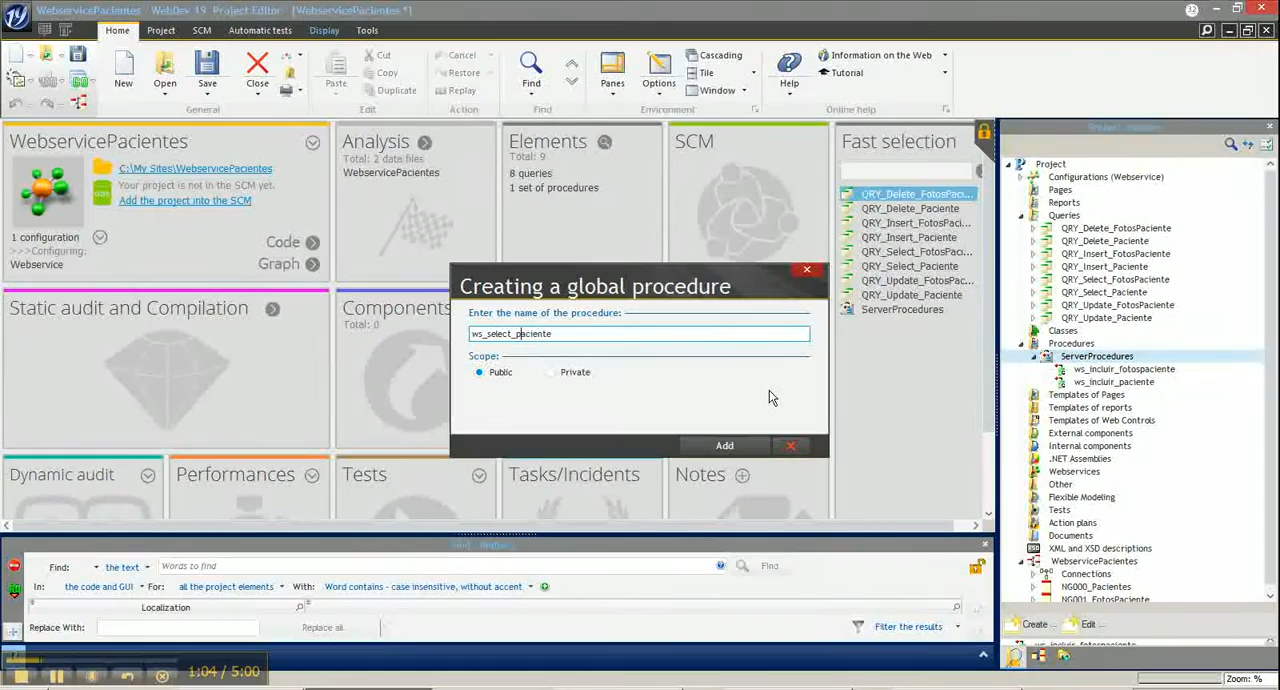 WebservicePacientes - WebDev 19 Project Editor - [WebservicePacientes *]
32
Home Project SCM Automatic tests Display Tools
New Open Save Close
General
Paste
Cut
Copy
Duplicate
Edit
Cancel
Restore
Replay
Action
Find
Find
Panes Options
Cascading
Tile
Window
Environment
Help
Information on the Web
Tutorial
Online help
WebservicePacientes
C:\My Sites\WebservicePacientes
Your project is not in the SCM yet.
Add the project into the SCM
1 configuration
>>>Configuring:
Webservice
Code
Graph
Analysis
Total: 2 data files
WebservicePacientes
Elements
Total: 9
8 queries
1 set of procedures
SCM
Fast selection
QRY_Delete_FotosPaci...
QRY_Delete_Paciente
QRY_Insert_FotosPaci...
QRY_Insert_Paciente
QRY_Select_FotosPaci...
QRY_Select_Paciente
QRY_Update_FotosPaci...
QRY_Update_Paciente
ServerProcedures
Static audit and Compilation
Components
Total: 0
Creating a global procedure
Enter the name of the procedure:
ws_select_paciente
Scope:
Public Private
Add
Dynamic audit
Performances
Tests
Tasks/Incidents
Notes
Project
Configurations (Webservice)
Pages
Reports
Queries
QRY_Delete_FotosPaciente
QRY_Delete_Paciente
QRY_Insert_FotosPaciente
QRY_Insert_Paciente
QRY_Select_FotosPaciente
QRY_Select_Paciente
QRY_Update_FotosPaciente
QRY_Update_Paciente
Classes
Procedures
ServerProcedures
ws_incluir_fotospaciente
ws_incluir_paciente
Templates of Pages
Templates of reports
Templates of Web Controls
External components
Internal components
.NET Assemblies
Webservices
Other
Flexible Modeling
Tests
Action plans
Documents
XML and XSD descriptions
WebservicePacientes
Connections
NG000_Pacientes
NG001_FotosPaciente
Create ... Edit ...
ws_incluir_fotospaciente
Find: the text Words to find Find
In: the code and GUI For: all the project elements With: Word contains - case insensitive, without accent
Localization
Replace With: Replace all Filter the results
1:04 / 5:00
Zoom: %